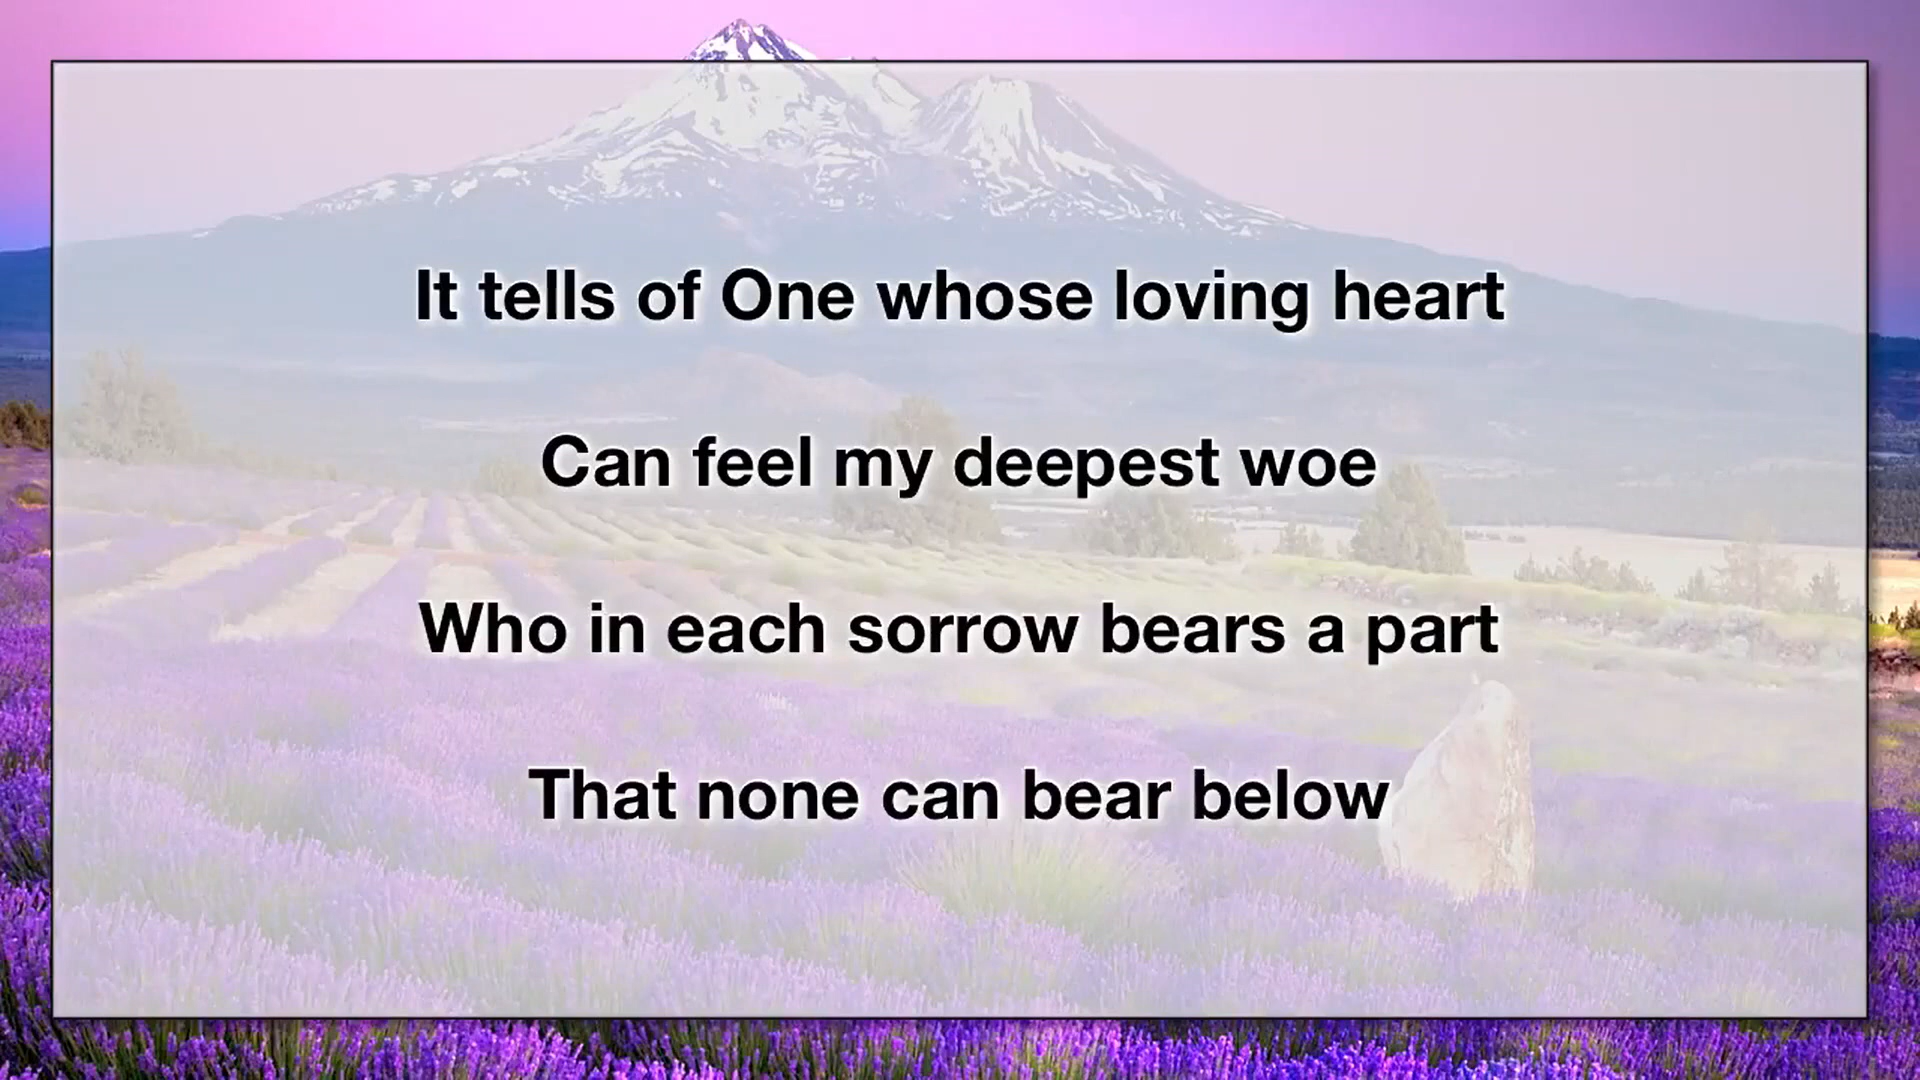 It tells of One whose loving heart
Can feel my deepest woe
Who in each sorrow bears a part
That none can bear below